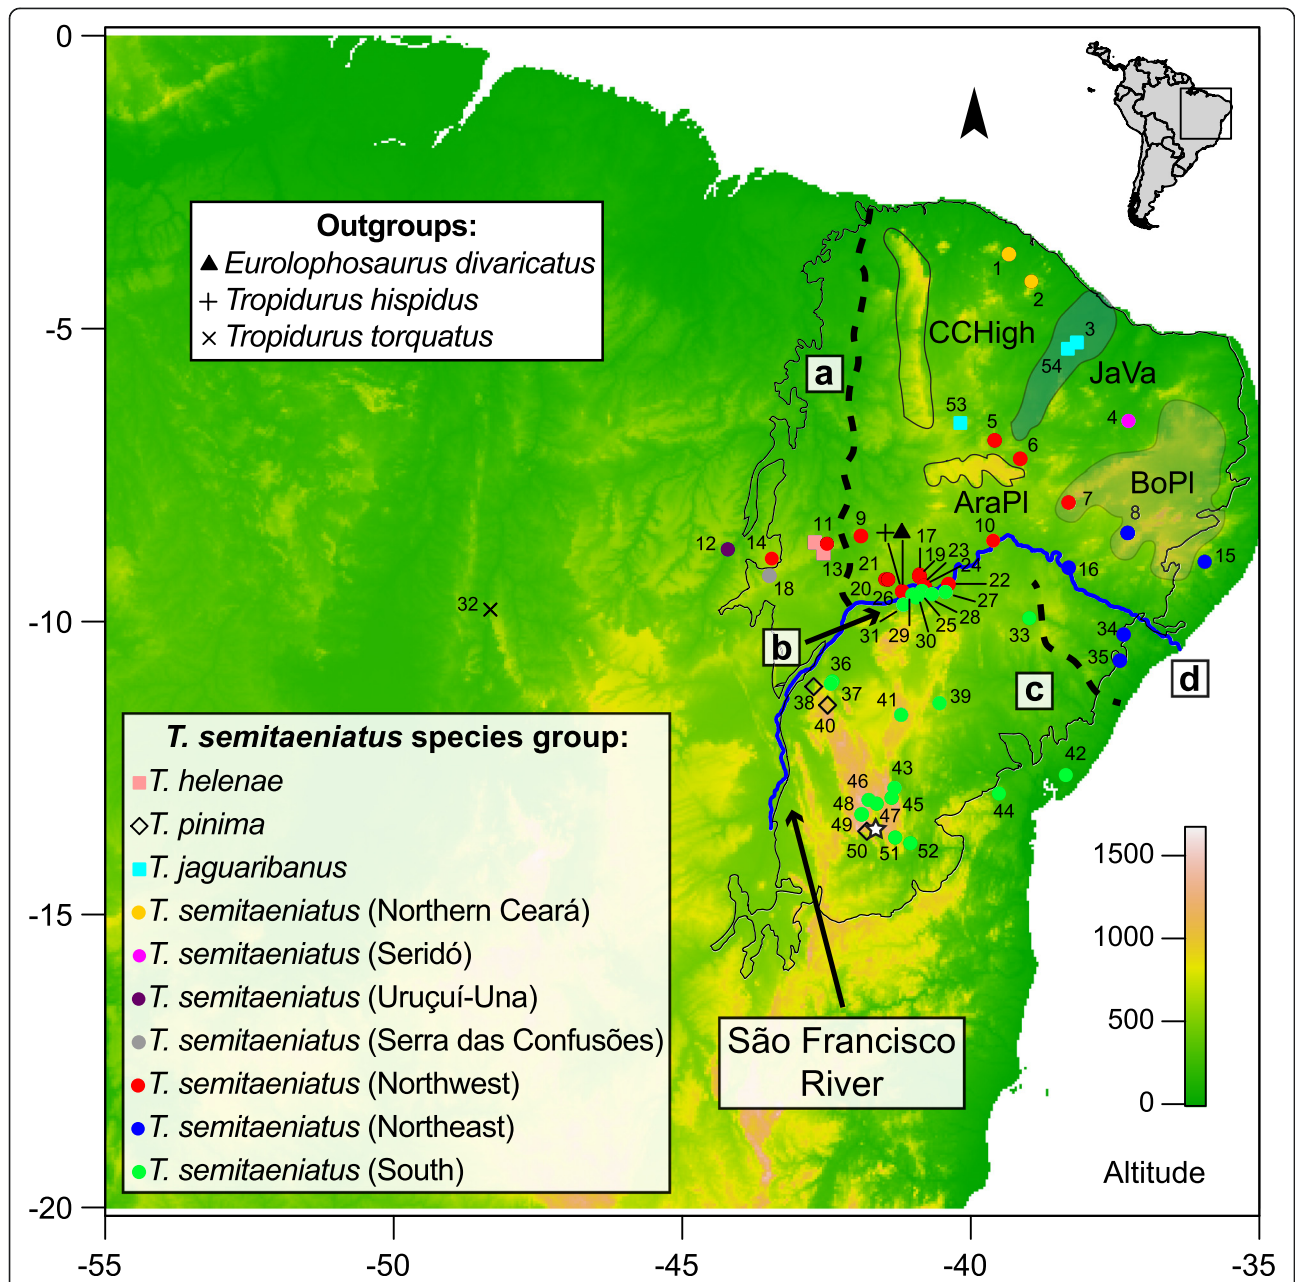 0
-5
-10
-15
-20
-55
-50
-45
-40
-35
Outgroups:
Eurolophosaurus divaricatus
Tropidurus hispidus
Tropidurus torquatus
1
2
CCHigh
3
54
JaVa
a
53
5
4
6
AraPl
7
BoPl
8
9
10
11
12
14
13
18
15
16
17
19
23
24
21
20
22
26
27
28
25
31
29
30
32
33
34
35
b
c
d
36
37
38
40
39
41
42
43
44
46
45
48
47
49
50
51
52
T. semitaeniatus species group:
T. helenae
T. pinima
T. jaguaribanus
T. semitaeniatus (Northern Ceará)
T. semitaeniatus (Seridó)
T. semitaeniatus (Uruçuí-Una)
T. semitaeniatus (Serra das Confusões)
T. semitaeniatus (Northwest)
T. semitaeniatus (Northeast)
T. semitaeniatus (South)
São Francisco
River
1500
1000
500
0
Altitude